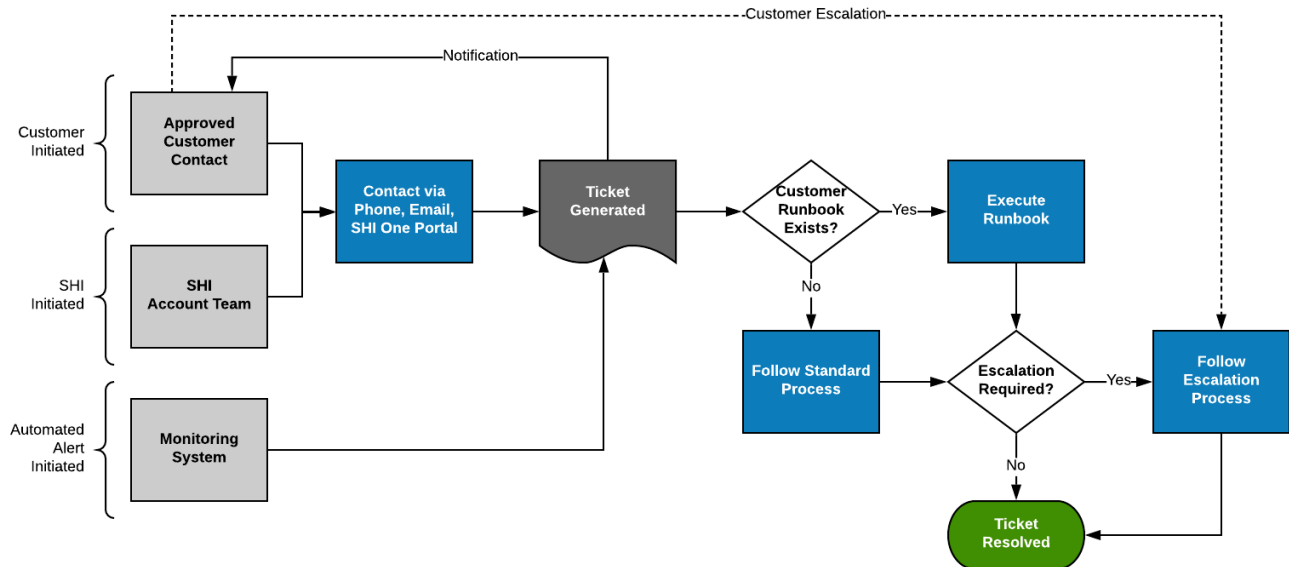 Customer Escalation
Notification
Customer
Initiated
Approved
Customer
Contact
Contact via
Phone, Email,
SHI One Portal
Ticket
Generated
Customer
Runbook
Exists?
Yes
Execute
Runbook
No
SHI
Initiated
SHI
Account Team
Follow Standard
Process
Escalation
Required?
Yes
Follow
Escalation
Process
Automated
Alert
Initiated
Monitoring
System
No
Ticket
Resolved